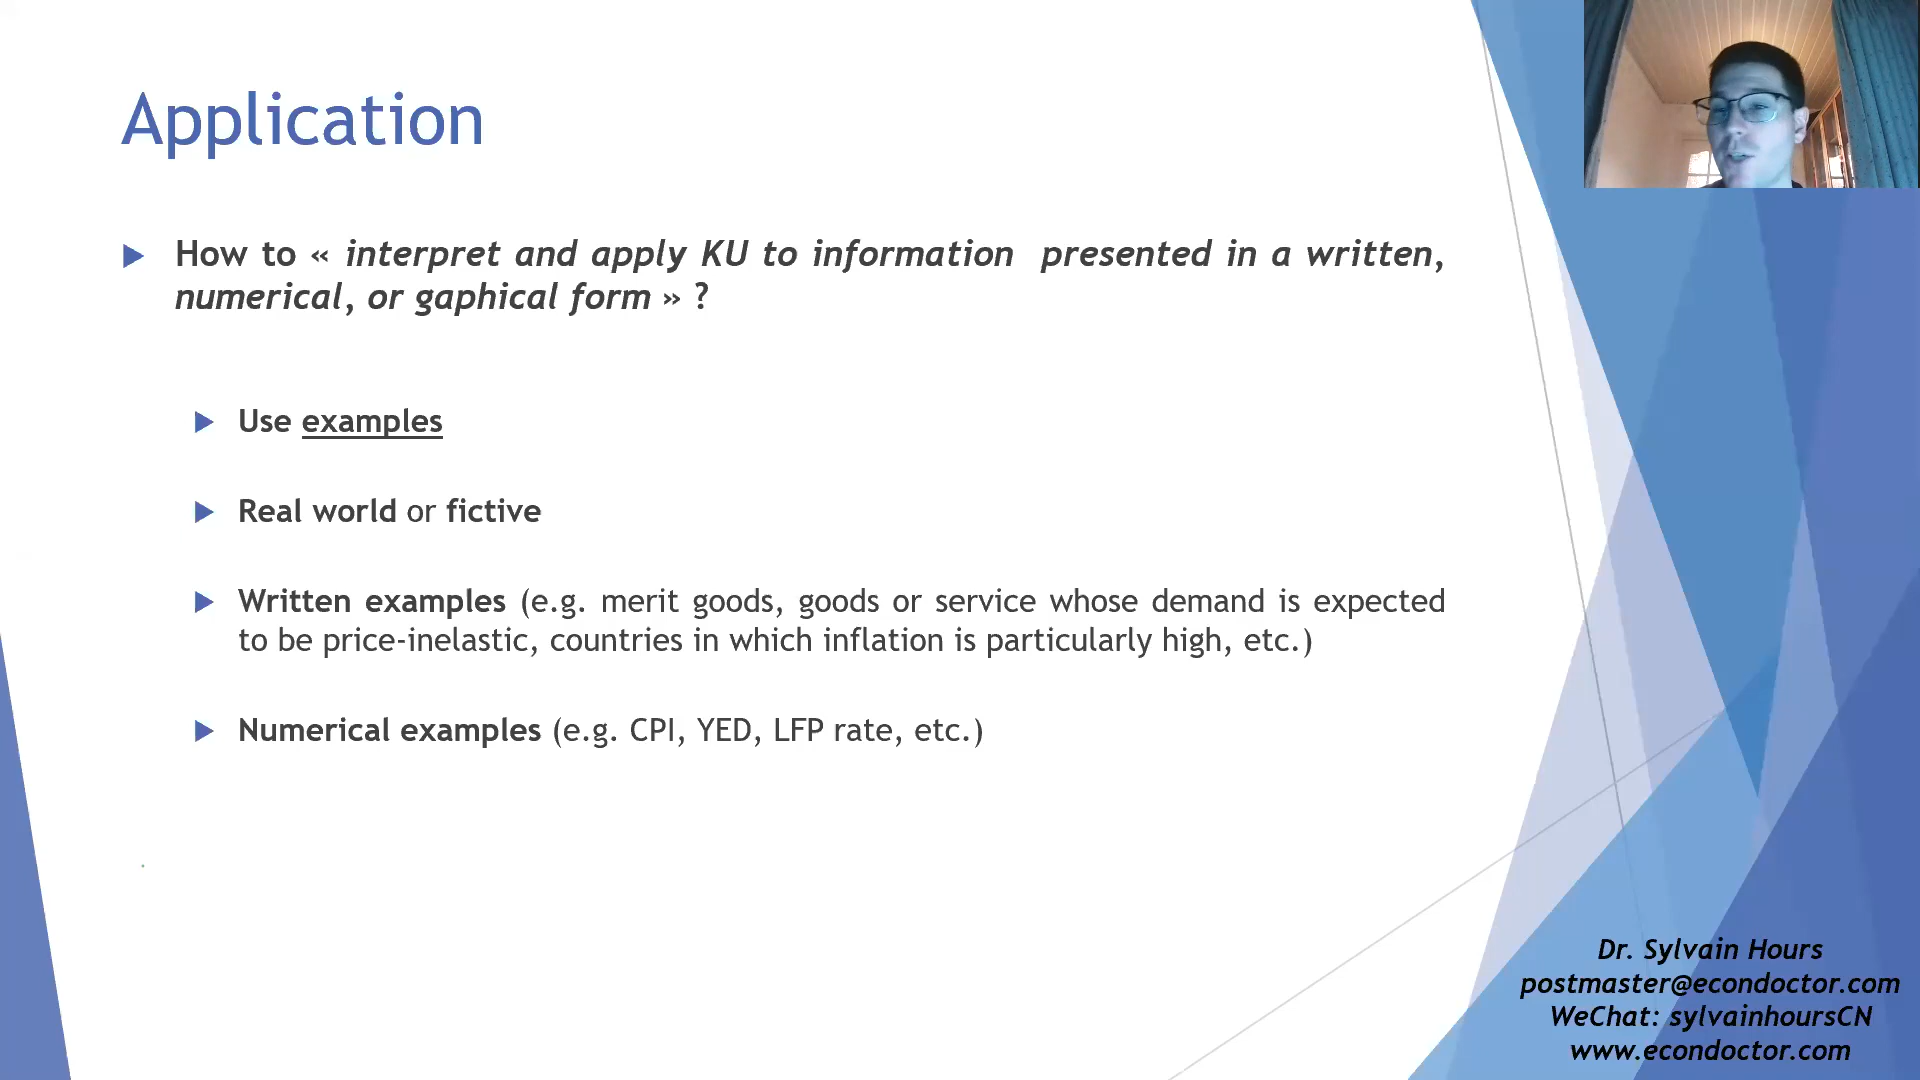 Application
How to « interpret and apply KU to information presented in a written,
numerical, or gaphical form » ?
Use examples
Real world or fictive
Written examples (e.g. merit goods, goods or service whose demand is expected
to be price-inelastic, countries in which inflation is particularly high, etc.)
Numerical examples (e.g. CPI, YED, LFP rate, etc.)
Dr. Sylvain Hours
postmaster@econdoctor.com
WeChat: sylvainhoursCN
www.econdoctor.com